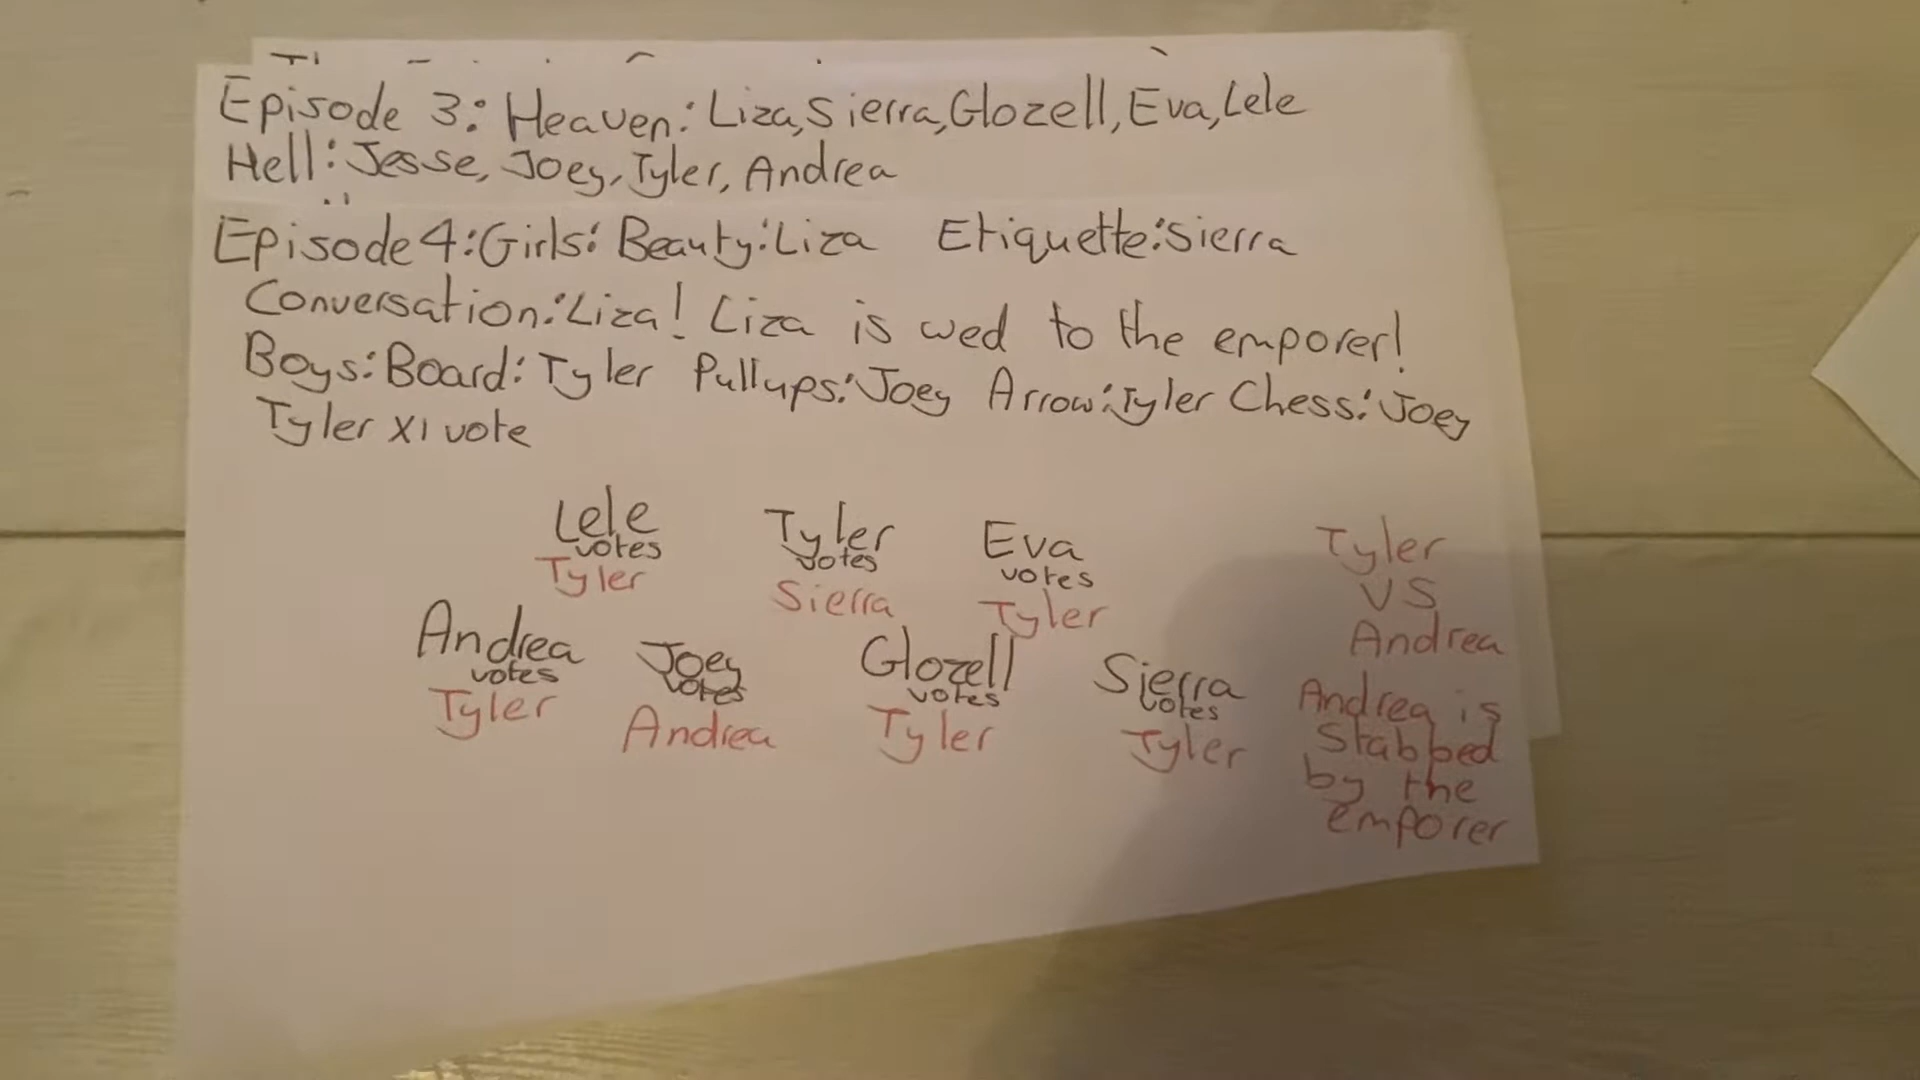 Episode 3: Heaven: Liza, Sierra, Glozell, Eva, Lele
Hell: Jesse, Joey, Tyler, Andrea
Episode 4: Girls: Beauty: Liza Etiquette: Sierra
Conversation: Liza! Liza is wed to the emporer!
Boys: Board: Tyler Pullups: Joey Arrow: Tyler Chess: Joey
Tyler x1 vote
Lele
votes
Tyler
Tyler
votes
Sierra
Eva
votes
Tyler
Andrea
votes
Tyler
Joey
votes
Andrea
Glozell
votes
Tyler
Sierra
votes
Tyler
Tyler
VS
Andrea
Andrea is
stabbed
by the
emporer